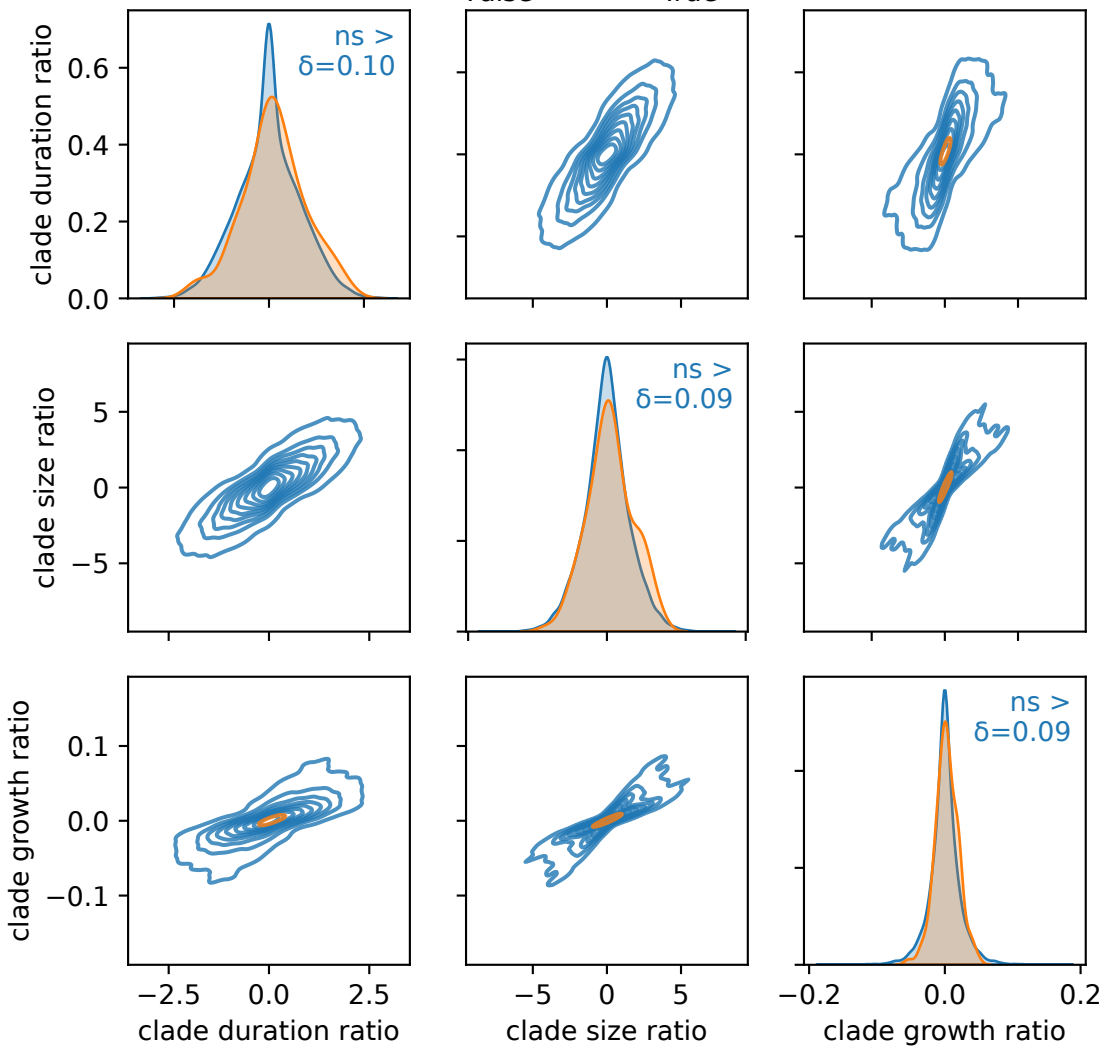 clade duration ratio
0.6
0.4
0.2
0.0
ns >
δ=0.10
clade size ratio
5
0
−5
ns >
δ=0.09
clade growth ratio
0.1
0.0
−0.1
ns >
δ=0.09
−2.5 0.0 2.5
−5 0 5
−0.2 0.0 0.2
clade duration ratio
clade size ratio
clade growth ratio